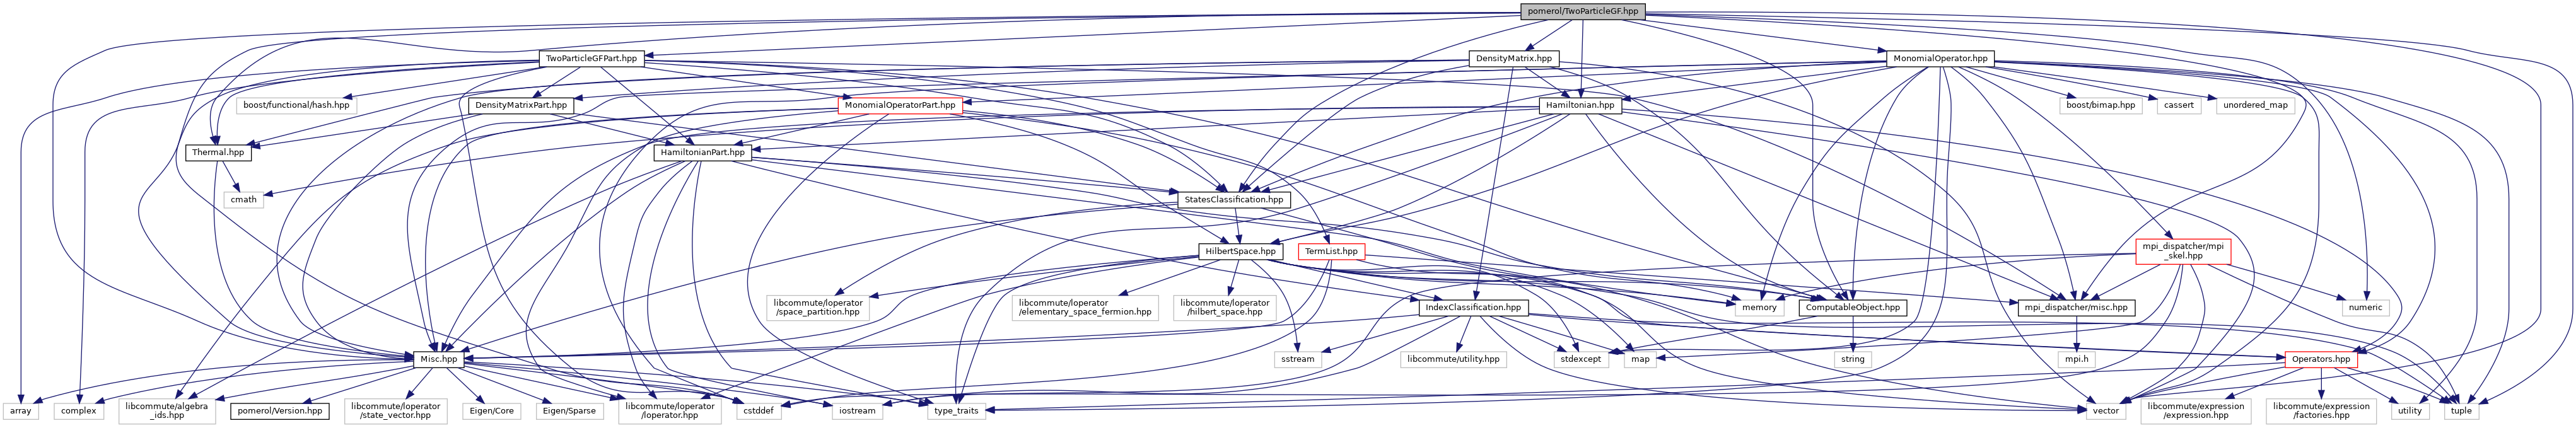 pomerol/TwoParticleGF.hpp
TwoParticleGFPart.hpp
DensityMatrix.hpp
MonomialOperator.hpp
boost/functional/hash.hpp
DensityMatrixPart.hpp
MonomialOperatorPart.hpp
Hamiltonian.hpp
boost/bimap.hpp
cassert
unordered_map
Thermal.hpp
HamiltonianPart.hpp
cmath
StatesClassification.hpp
HilbertSpace.hpp
TermList.hpp
mpi_dispatcher/mpi
_skel.hpp
libcommute/loperator
/space_partition.hpp
libcommute/loperator
/elementary_space_fermion.hpp
libcommute/loperator
/hilbert_space.hpp
IndexClassification.hpp
memory
ComputableObject.hpp
mpi_dispatcher/misc.hpp
numeric
Misc.hpp
sstream
libcommute/utility.hpp
stdexcept
map
string
mpi.h
Operators.hpp
array
complex
libcommute/algebra
_ids.hpp
pomerol/Version.hpp
libcommute/loperator
/state_vector.hpp
Eigen/Core
Eigen/Sparse
libcommute/loperator
/loperator.hpp
cstddef
iostream
type_traits
vector
libcommute/expression
/expression.hpp
libcommute/expression
/factories.hpp
utility
tuple